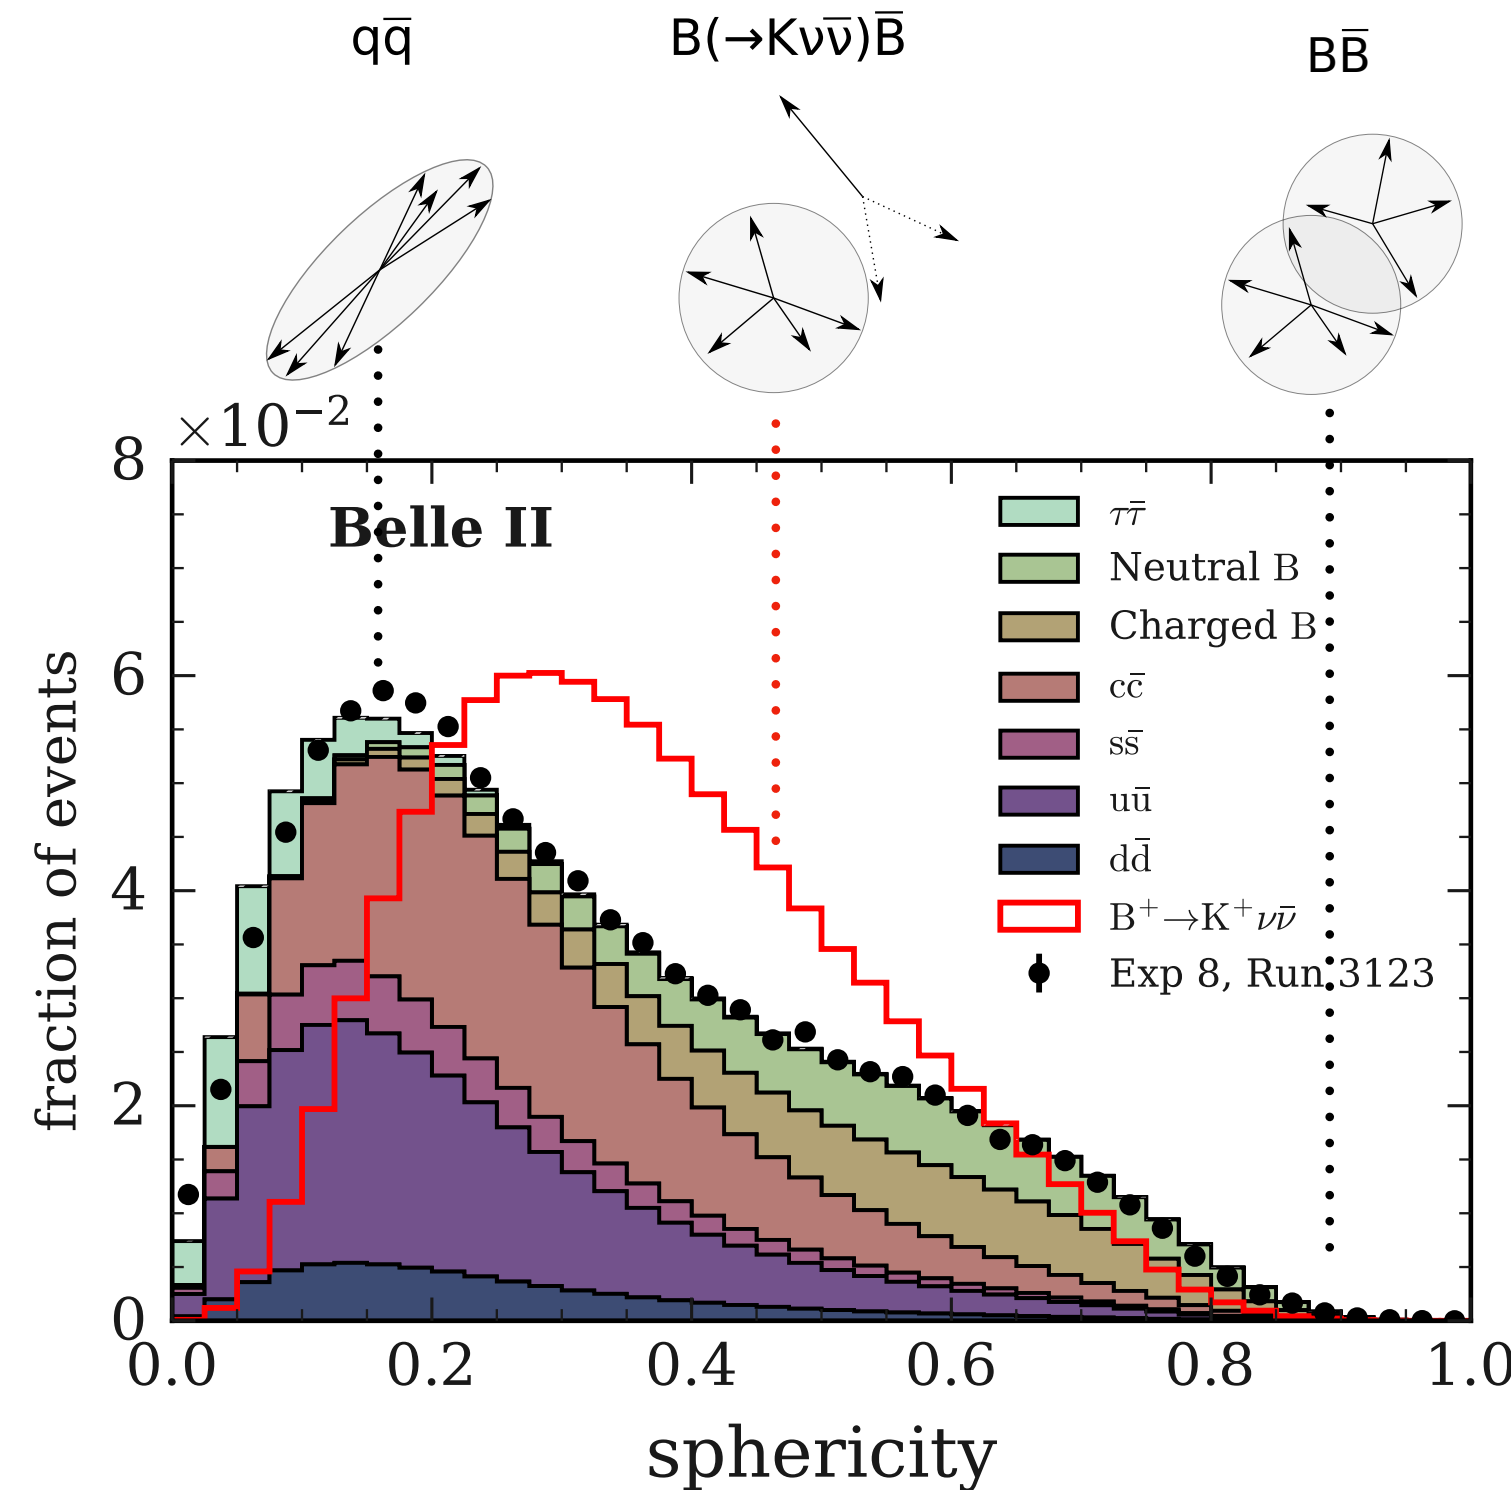 qq̅
B(→Kνν̅)B̅
BB̅
×10⁻²
8
6
4
2
0
fraction of events
Belle II
ττ̅
Neutral B
Charged B
cc̅
ss̅
uu̅
dd̅
B⁺→K⁺νν̅
Exp 8, Run 3123
0.0 0.2 0.4 0.6 0.8 1.0
sphericity